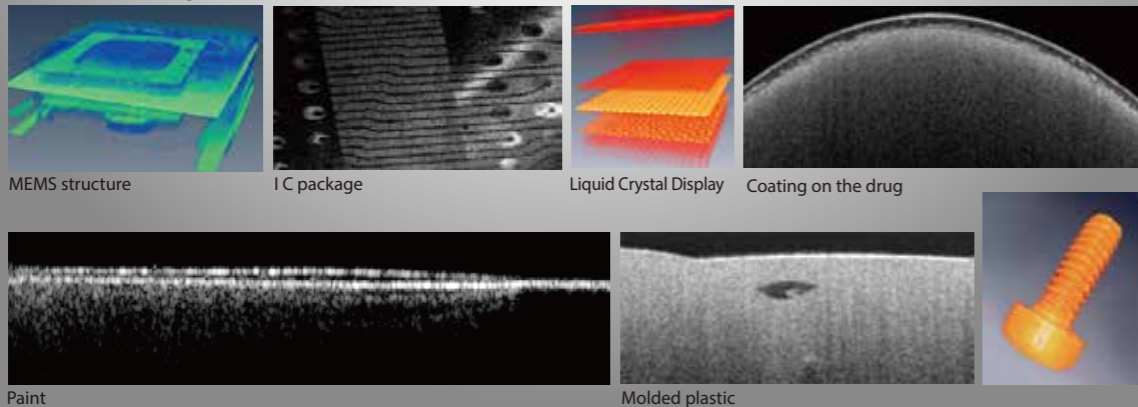 MEMS structure
I C package
Liquid Crystal Display
Coating on the drug
Paint
Molded plastic